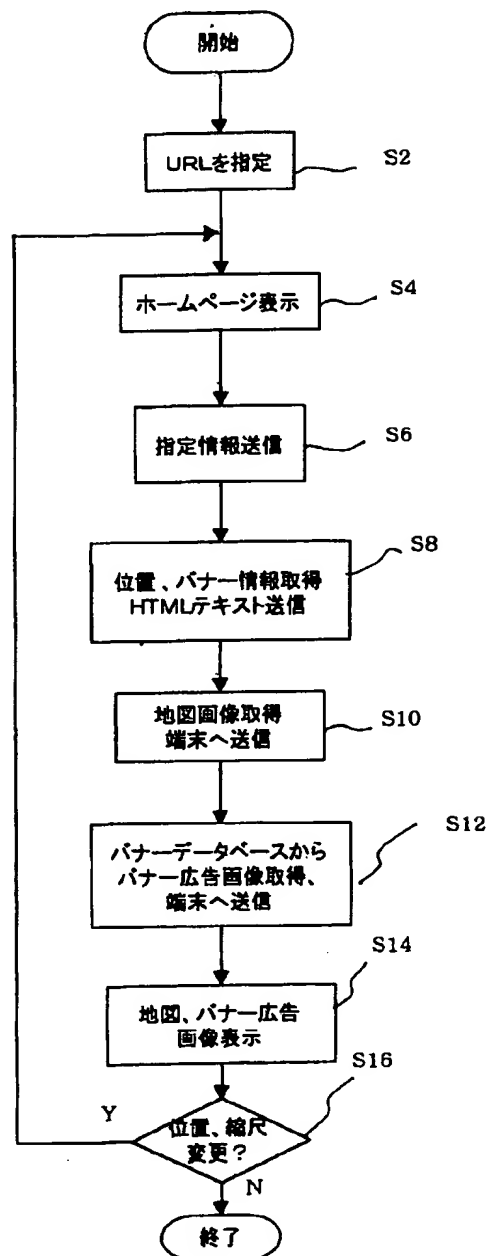 開始
URLを指定
S2
ホームページ表示
S4
指定情報送信
S6
位置、バナー情報取得
HTMLテキスト送信
S8
地図画像取得
端末へ送信
S10
バナーデータベースから
バナー広告画像取得、
端末へ送信
S12
地図、バナー広告
画像表示
S14
位置、縮尺
変更？
S16
Y
N
終了